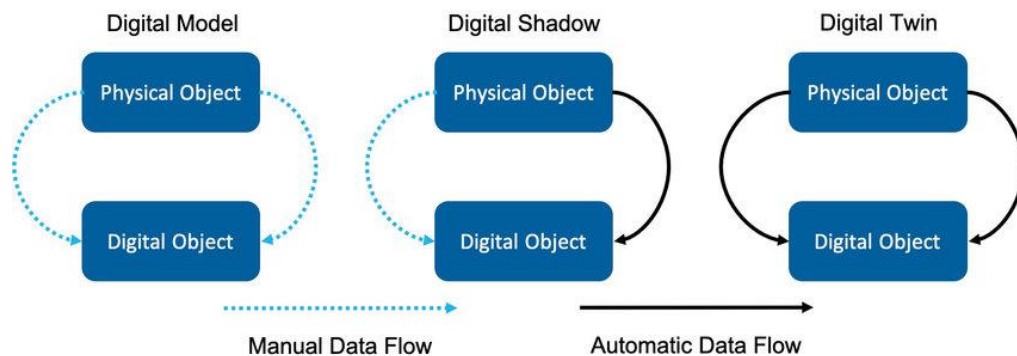 Digital Model
Digital Shadow
Digital Twin
Physical Object
Physical Object
Physical Object
Digital Object
Digital Object
Digital Object
Manual Data Flow
Automatic Data Flow